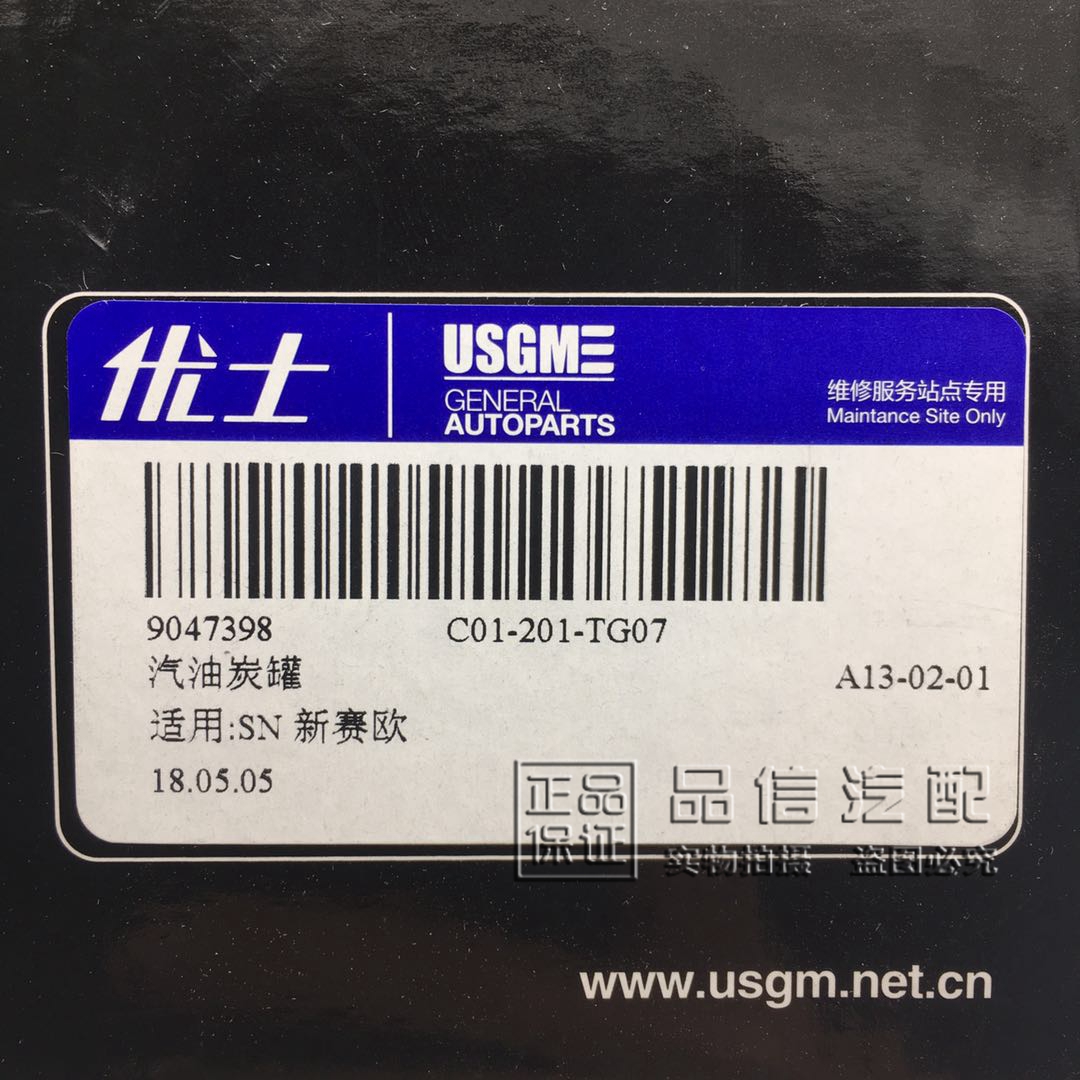 优士
USGM
GENERAL
AUTOPARTS
维修服务站点专用
Maintance Site Only
9047398 C01-201-TG07
汽油炭罐
A13-02-01
适用:SN 新赛欧
18.05.05
正品
保证
品信汽配
实物拍摄 盗图必究
www.usgm.net.cn